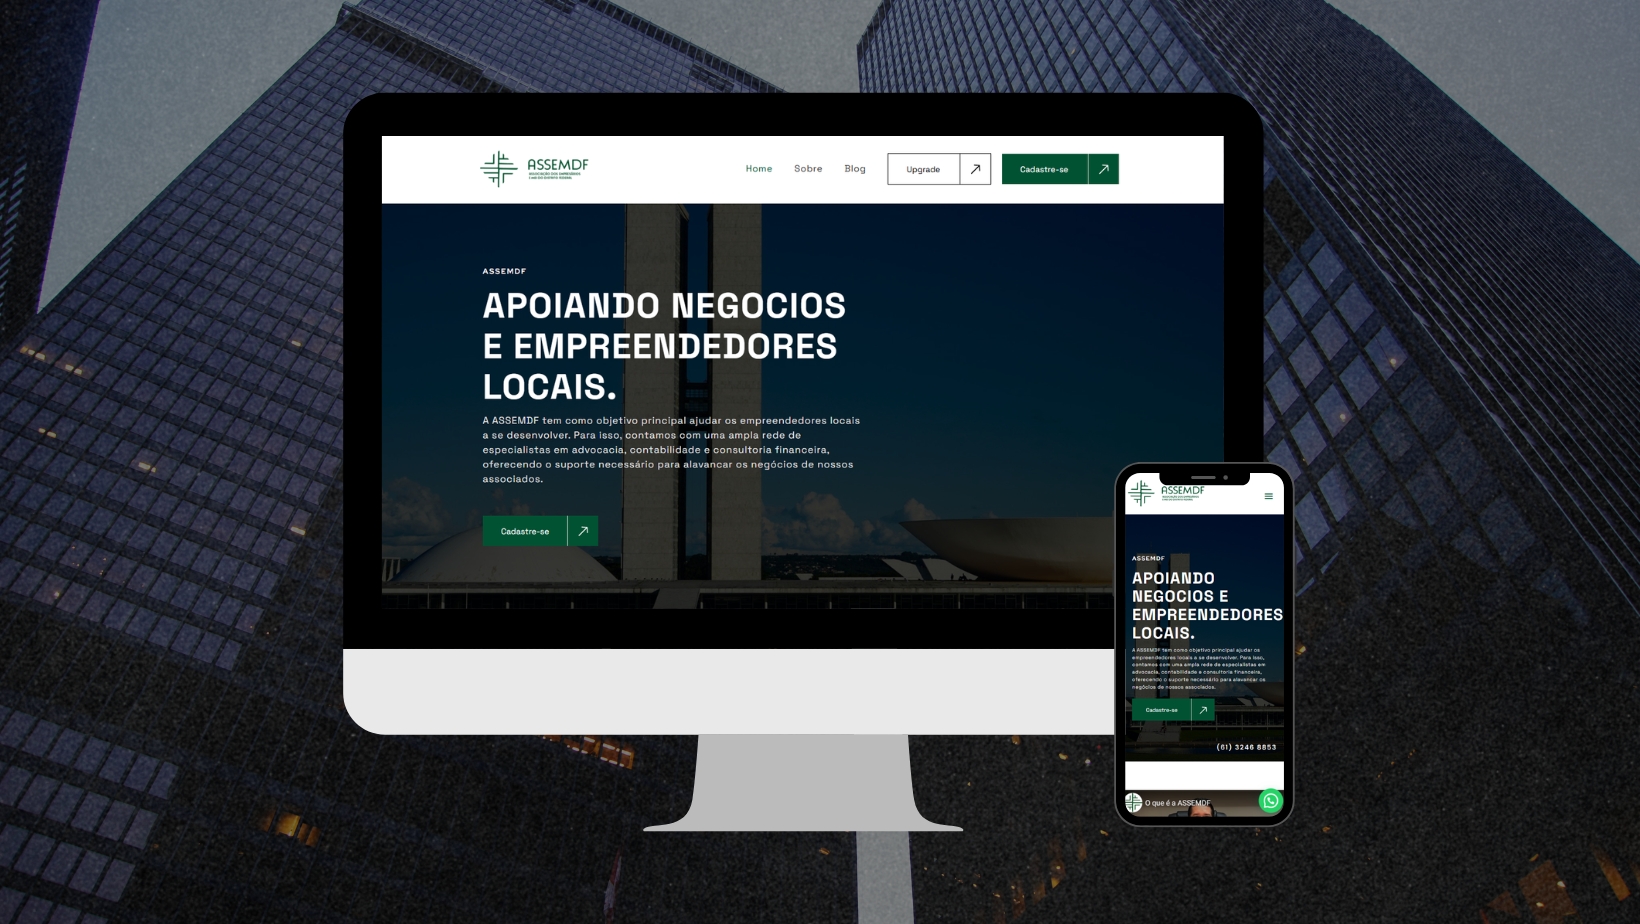 ASSEMDF
ASSOCIAÇÃO DOS EMPRESÁRIOS
Home
Sobre
Blog
Upgrade
Cadastre-se
ASSEMDF
APOIANDO NEGOCIOS
E EMPREENDEDORES
LOCAIS.
A ASSEMDF tem como objetivo principal ajudar os empreendedores locais
a se desenvolver. Para isso, contamos com uma ampla rede de
especialistas em advocacia, contabilidade e consultoria financeira,
oferecendo o suporte necessário para alavancar os negócios de nossos
associados.
Cadastre-se
ASSEMDF
ASSEMDF
APOIANDO
NEGOCIOS E
EMPREENDEDORES
LOCAIS.
A ASSEMDF tem como objetivo principal ajudar os
empreendedores locais a se desenvolver. Para isso,
contamos com uma ampla rede de especialistas em
advocacia, contabilidade e consultoria financeira,
oferecendo o suporte necessário para alavancar os
negócios de nossos associados.
Cadastre-se
(61) 3246 8853
O que é a ASSEMDF